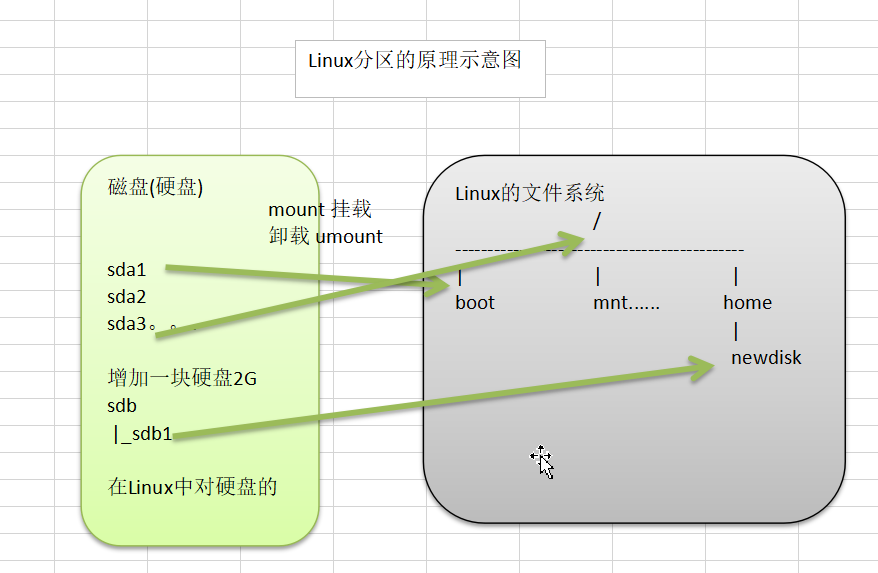 Linux分区的原理示意图
磁盘(硬盘)
mount 挂载
卸载 umount
sda1
sda2
sda3。。.
增加一块硬盘2G
sdb
|_sdb1
在Linux中对硬盘的
Linux的文件系统
/
---------------------------------------------
| | |
boot mnt...... home
|
newdisk